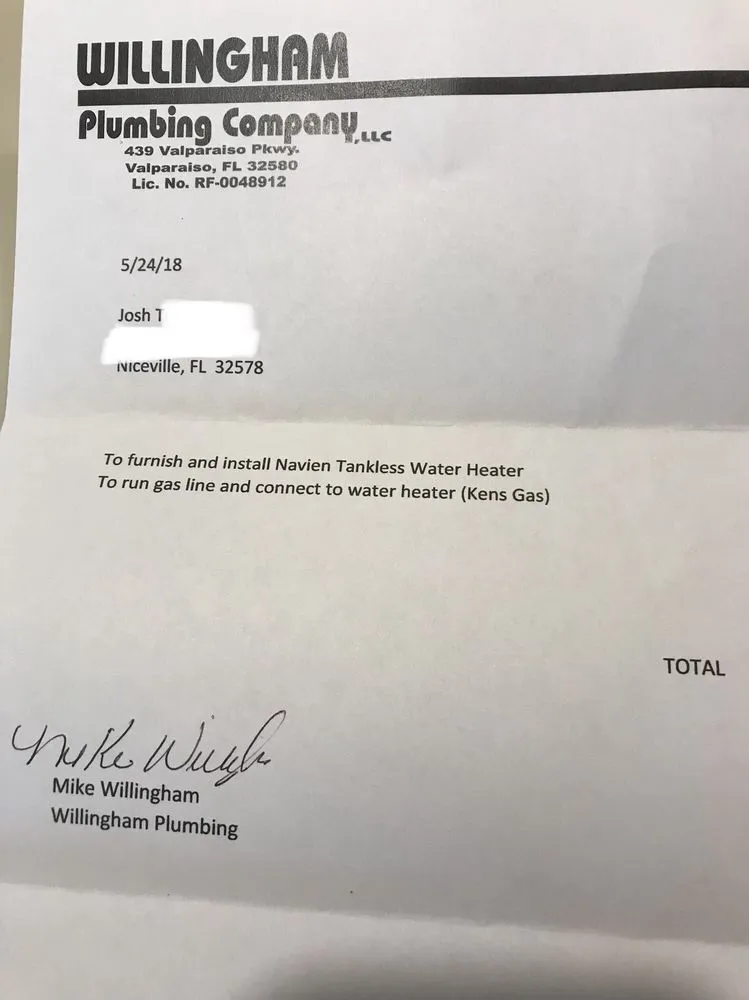 WILLINGHAM
Plumbing Company, LLC
439 Valparaiso Pkwy.
Valparaiso, FL 32580
Lic. No. RF-0048912
5/24/18
Josh T
Niceville, FL 32578
To furnish and install Navien Tankless Water Heater
To run gas line and connect to water heater (Kens Gas)
TOTAL
Mike
Mike Willingham
Willingham Plumbing